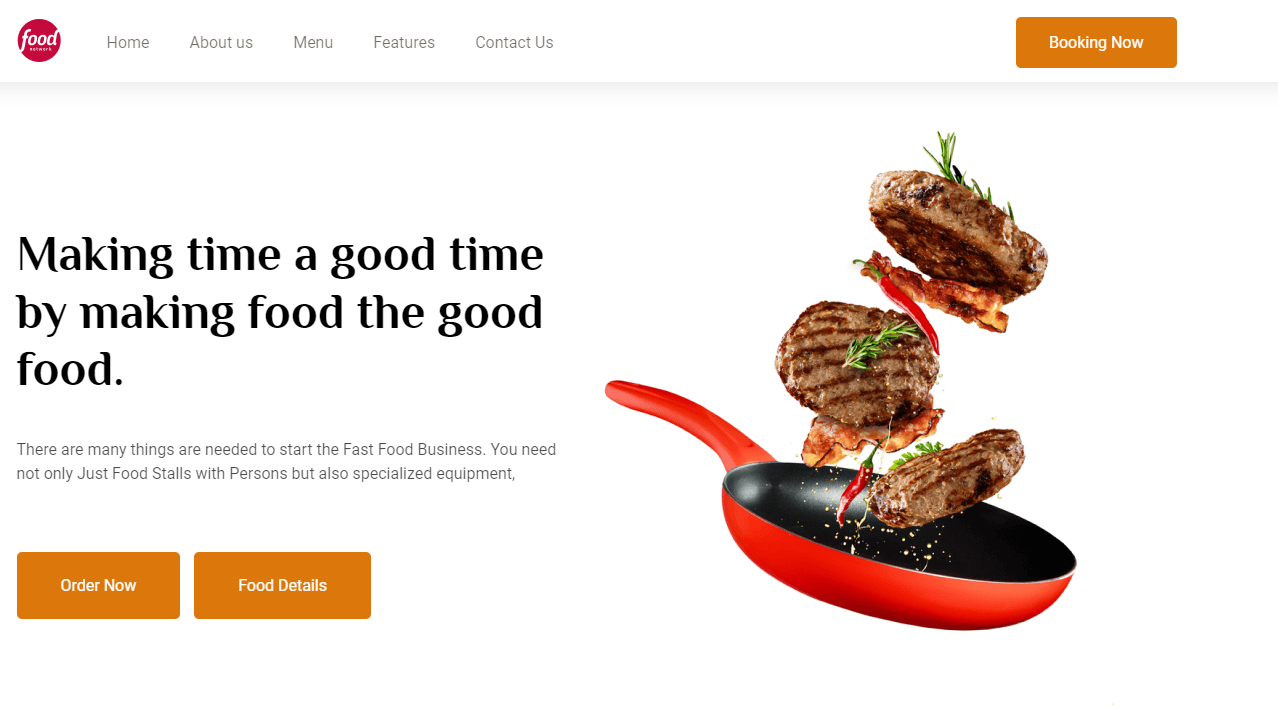 food
network
Home About us Menu Features Contact Us Booking Now
Making time a good time
by making food the good
food.
There are many things are needed to start the Fast Food Business. You need
not only Just Food Stalls with Persons but also specialized equipment,
Order Now Food Details